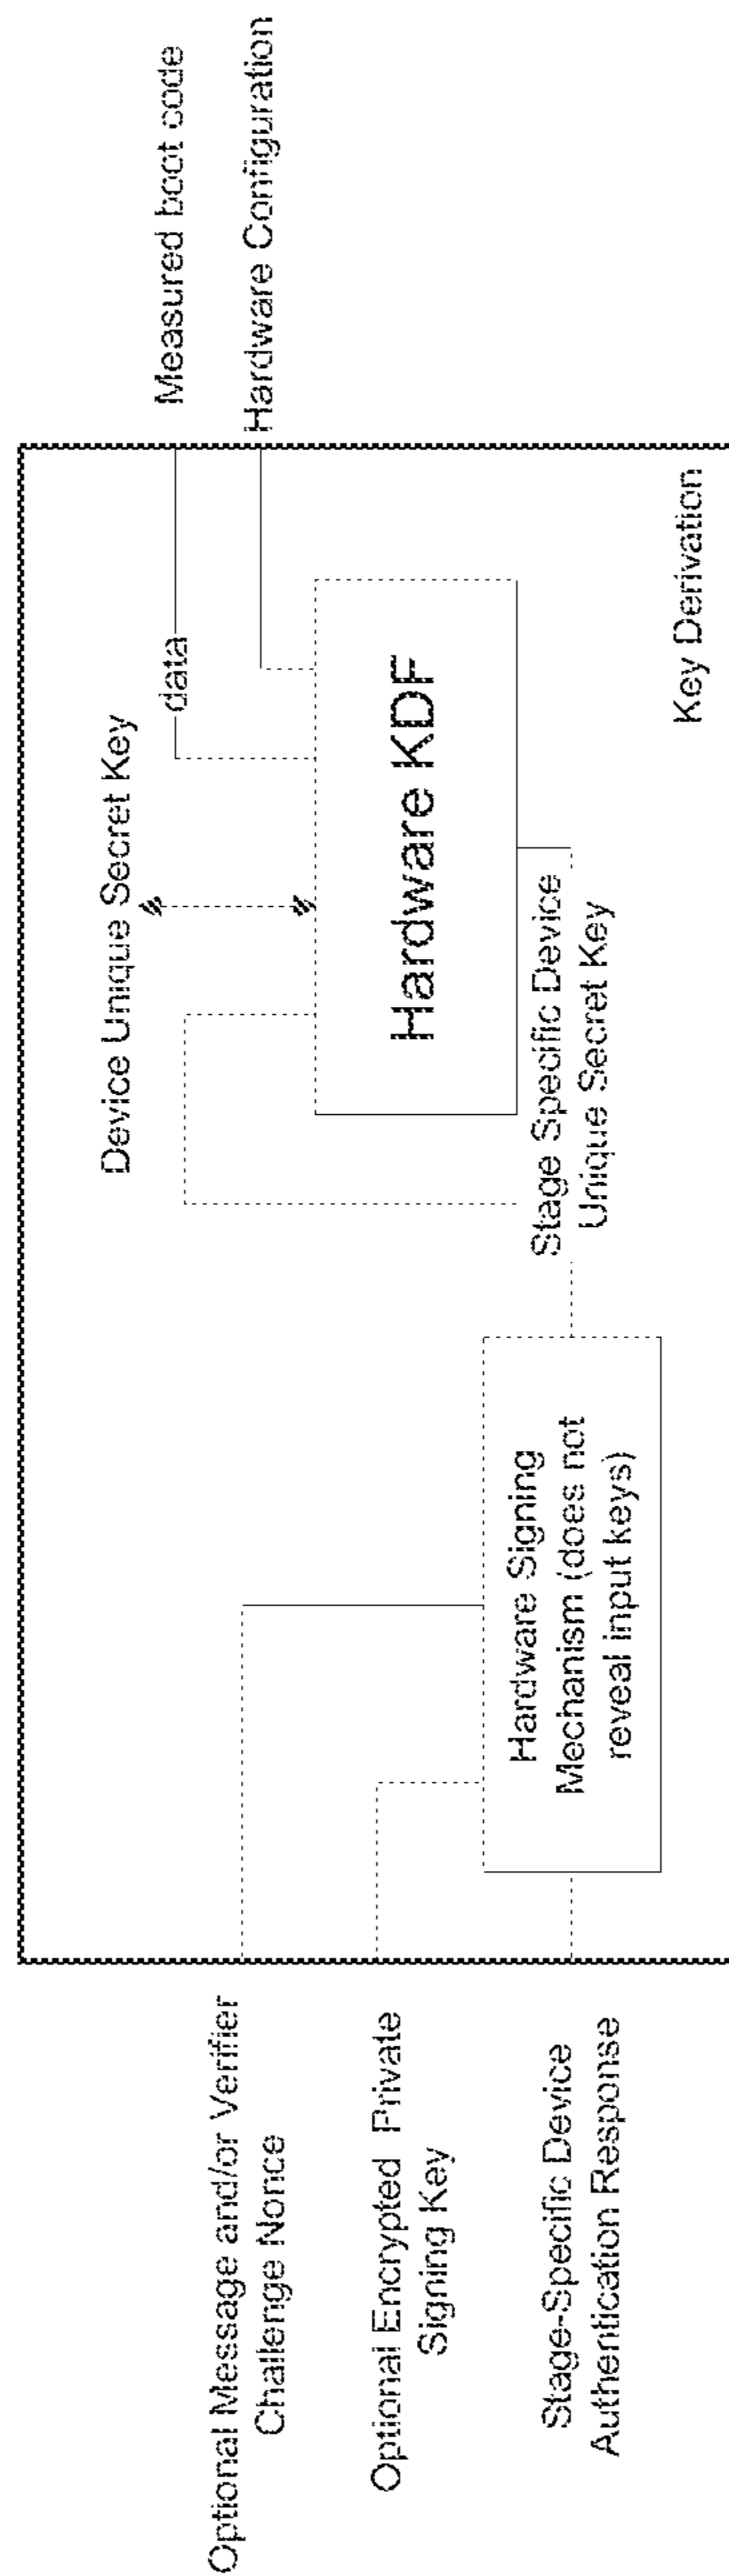 Optional Message and/or Verifier
Challenge Nonce
Optional Encrypted Private
Signing Key
Stage-Specific Device
Authentication Response
Hardware Signing
Mechanism (does not
reveal input keys)
Device Unique Secret Key
data
Hardware KDF
Stage Specific Device
Unique Secret Key
Measured boot code
Hardware Configuration
Key Derivation